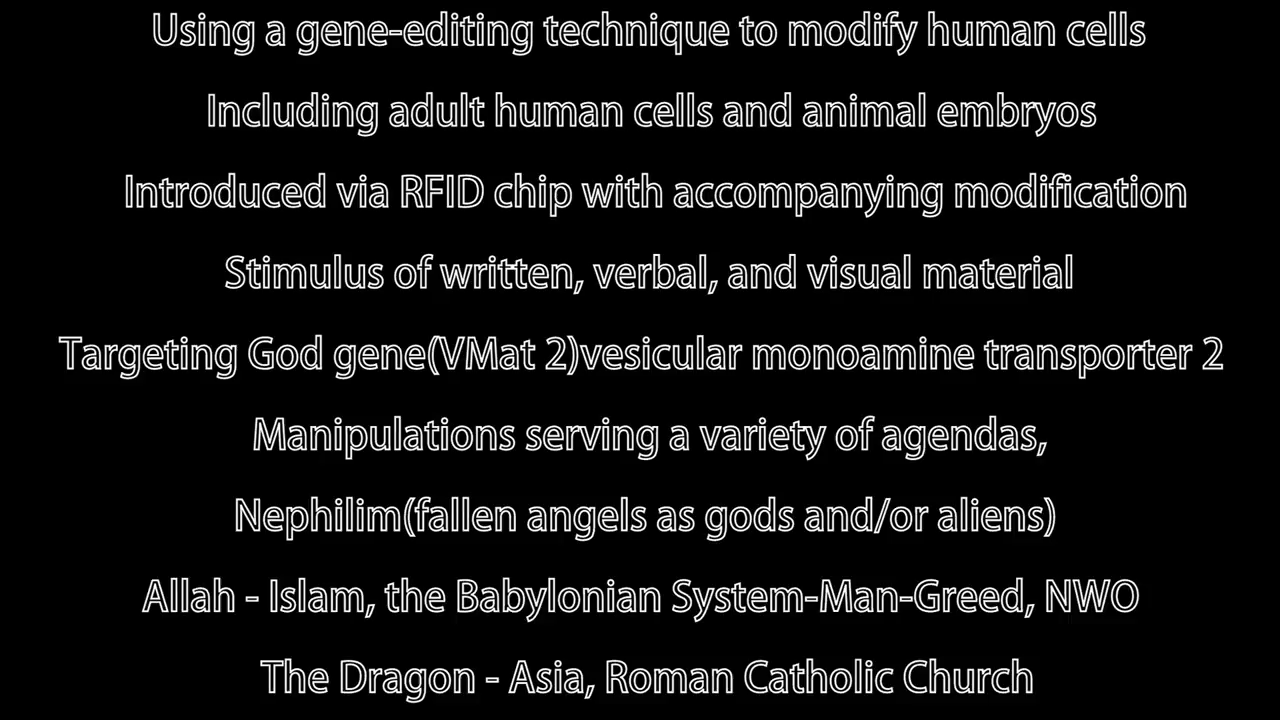 Using a gene-editing technique to modify human cells
Including adult human cells and animal embryos
Introduced via RFID chip with accompanying modification
Stimulus of written, verbal, and visual material
Targeting God gene(VMat 2)vesicular monoamine transporter 2
Manipulations serving a variety of agendas,
Nephilim(fallen angels as gods and/or aliens)
Allah - Islam, the Babylonian System-Man-Greed, NWO
The Dragon - Asia, Roman Catholic Church